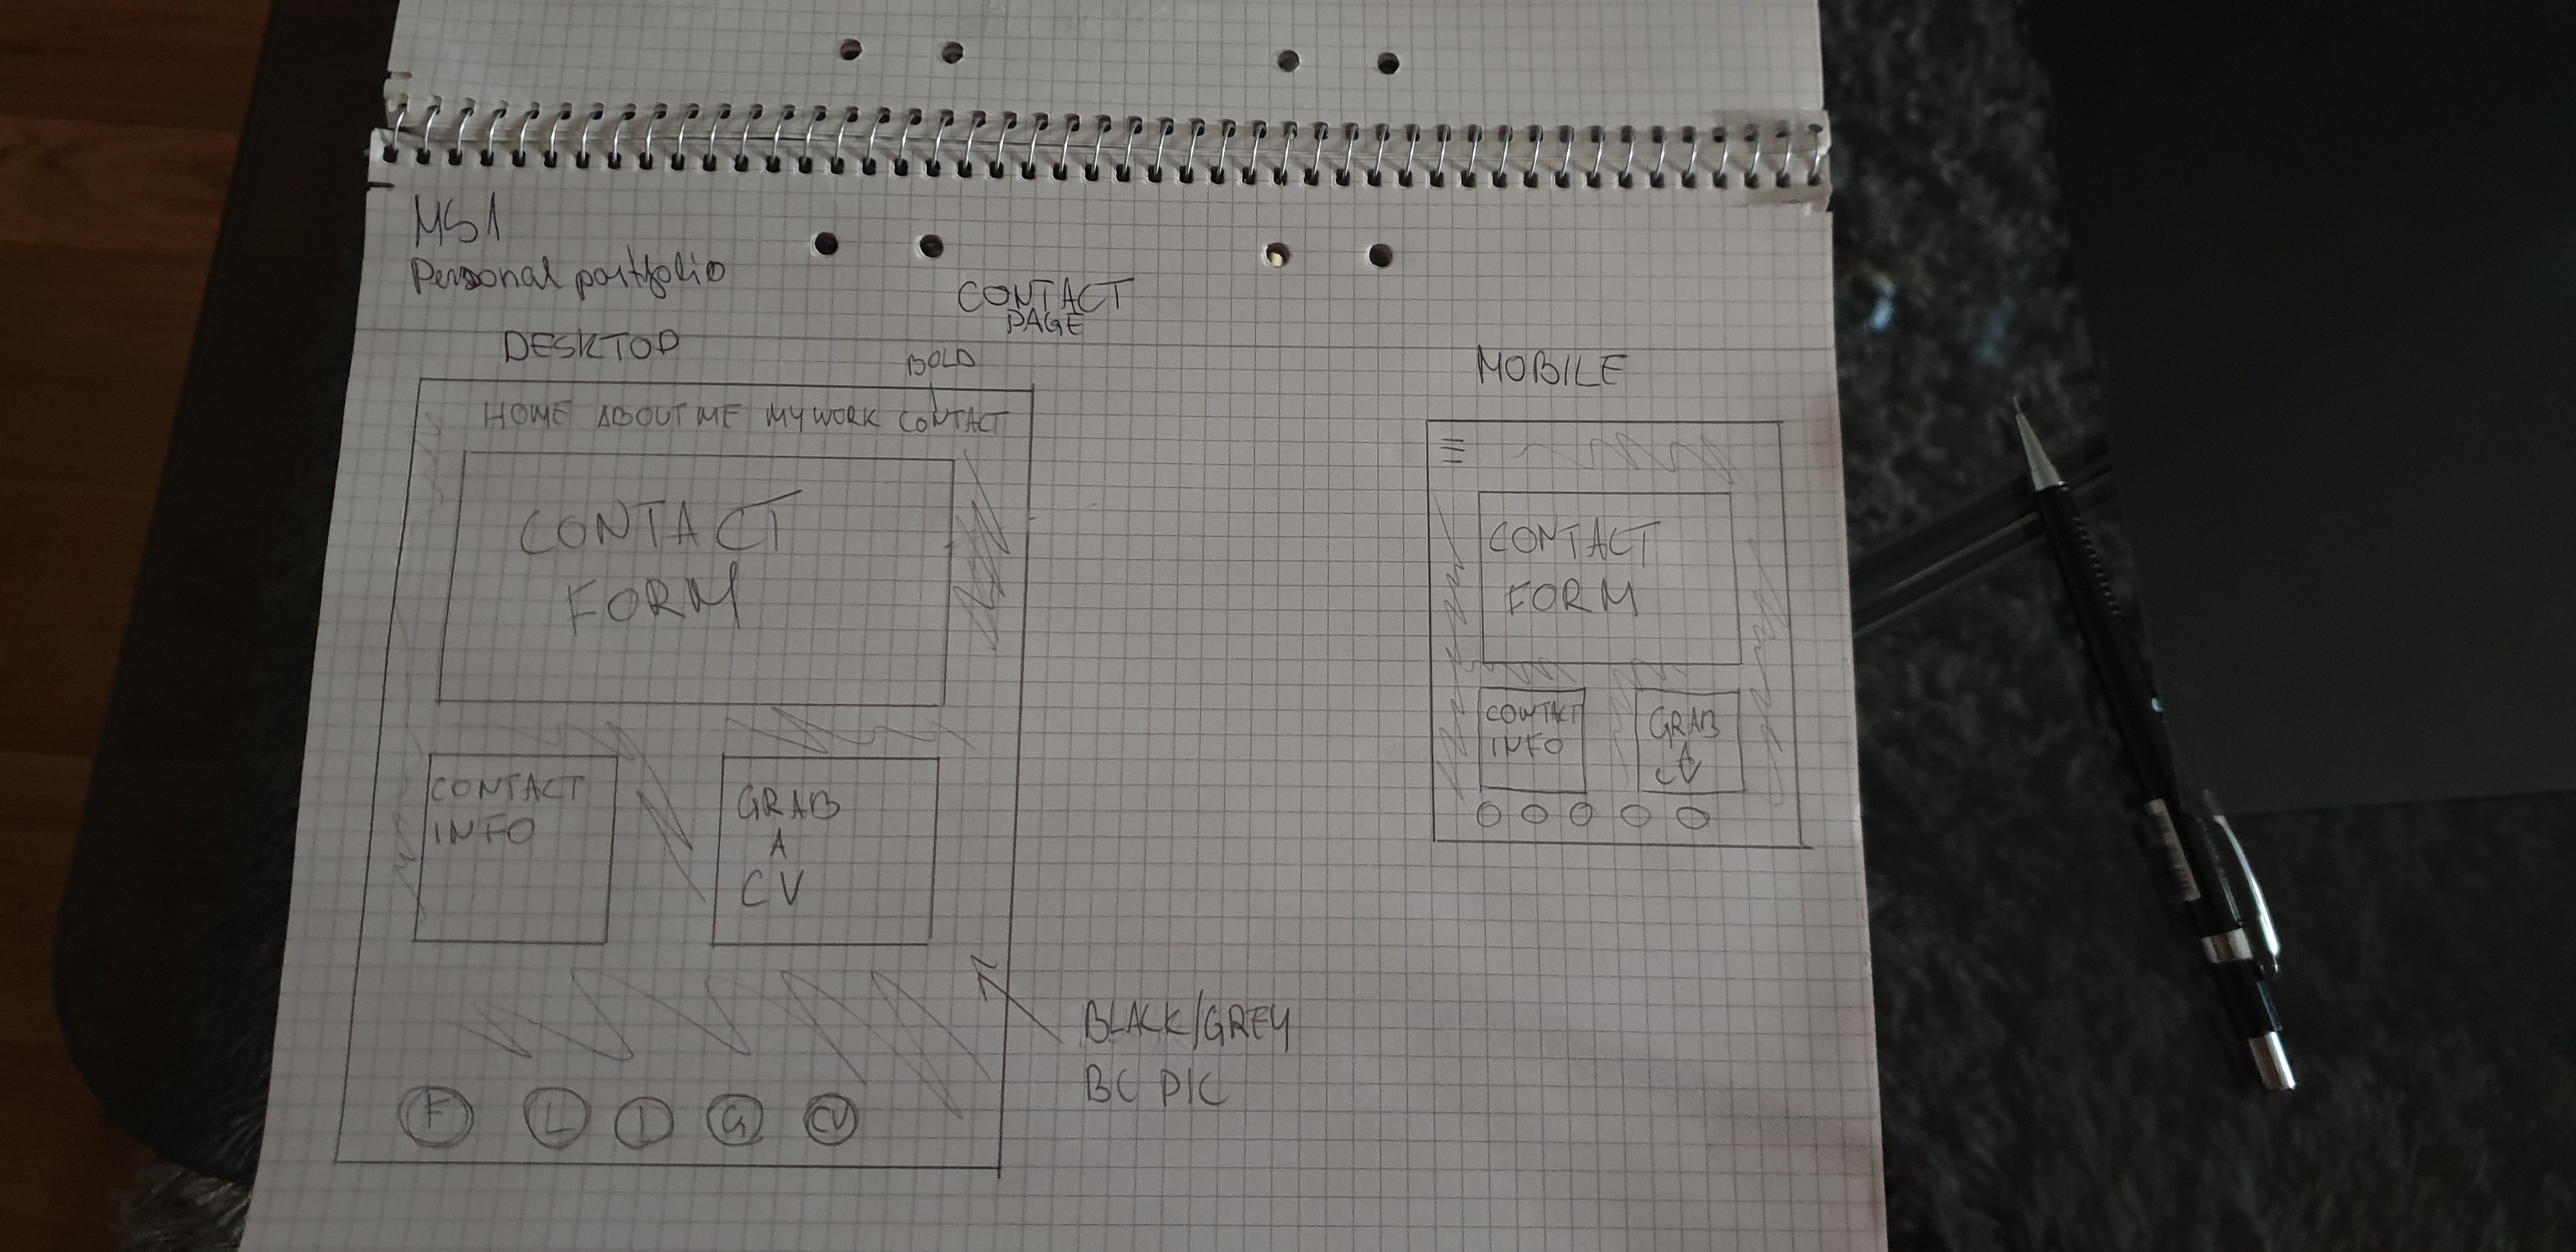 MS1
Personal portfolio
CONTACT
PAGE
DESKTOP
BOLD
HOME ABOUT ME MY WORK CONTACT
CONTACT
FORM
CONTACT
INFO
GRAB
A
CV
F L I G CV
BLACK/GREY
BC PIC
MOBILE
CONTACT
FORM
CONTACT
INFO
GRAB
A
CV